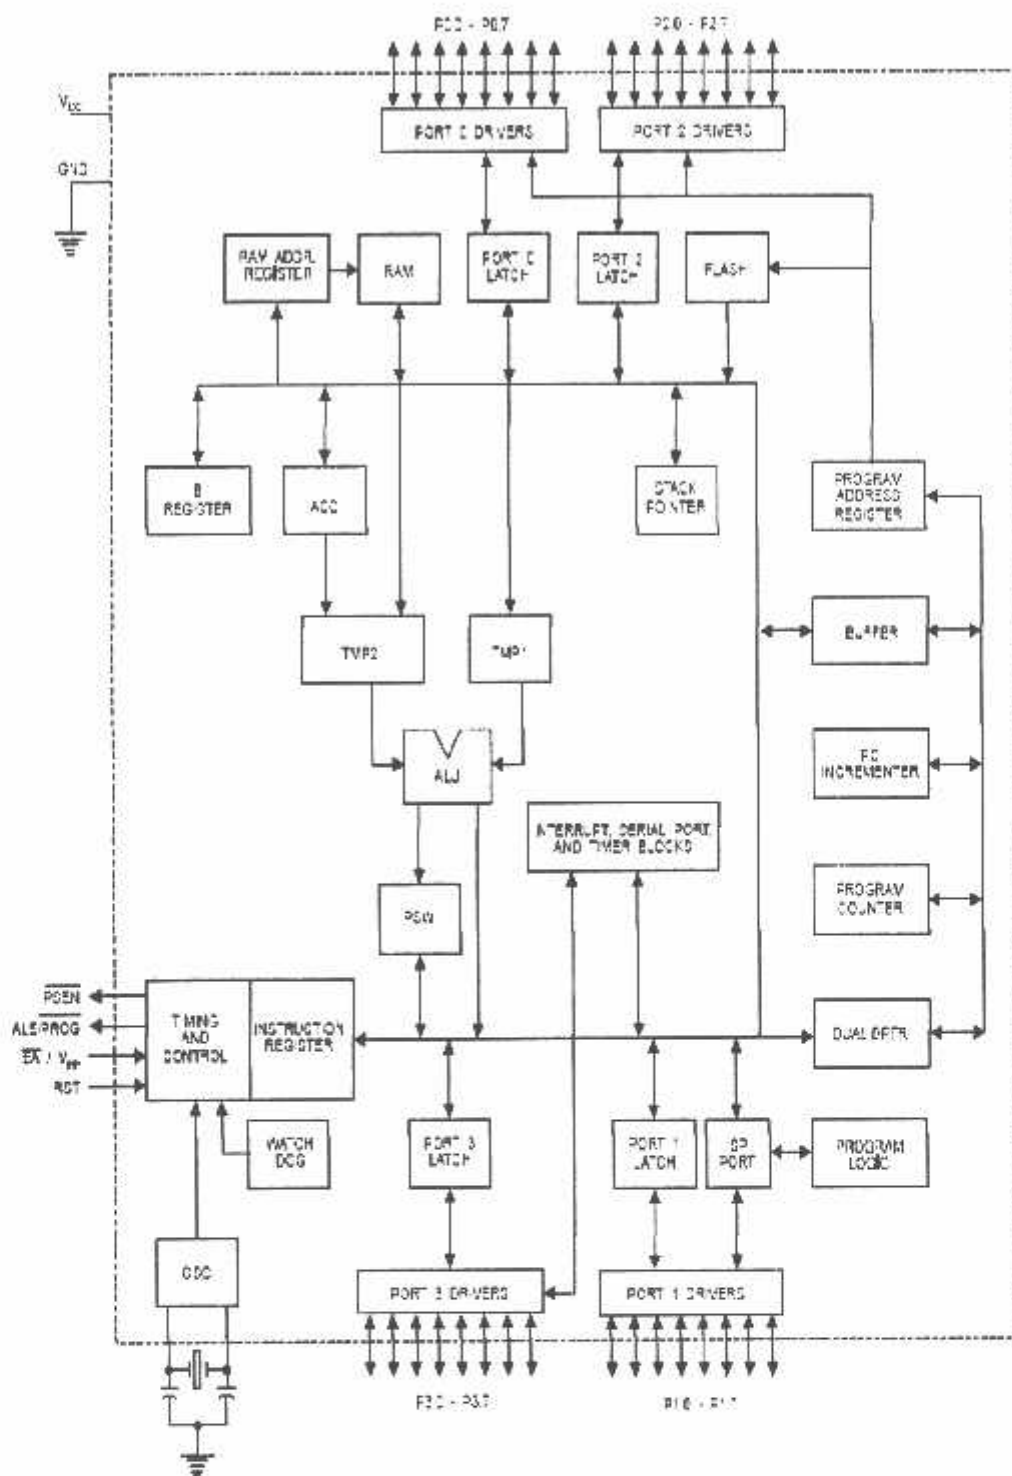 P0.0 - P0.7
P2.0 - P2.7
VCC
GND
PORT 0 DRIVERS
PORT 2 DRIVERS
RAM ADDR.
REGISTER
RAM
PORT 0
LATCH
PORT 2
LATCH
FLASH
B
REGISTER
ACC
STACK
POINTER
PROGRAM
ADDRESS
REGISTER
TMP2
TMP1
BUFFER
ALU
PC
INCREMENTER
INTERRUPT, SERIAL PORT,
AND TIMER BLOCKS
PSW
PROGRAM
COUNTER
PSEN
ALE/PROG
EA / VPP
RST
TIMING
AND
CONTROL
INSTRUCTION
REGISTER
DUAL DPTR
WATCH
DOG
PORT 3
LATCH
PORT 1
LATCH
ISP
PORT
PROGRAM
LOGIC
OSC
PORT 3 DRIVERS
PORT 1 DRIVERS
P3.0 - P3.7
P1.0 - P1.7